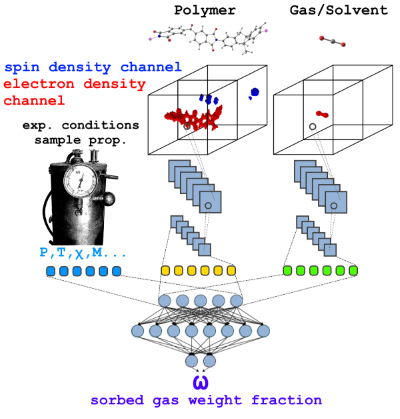 Polymer
Gas/Solvent
spin density channel
electron density
channel
exp. conditions
sample prop.
P,T,χ,M...
ω
sorbed gas weight fraction